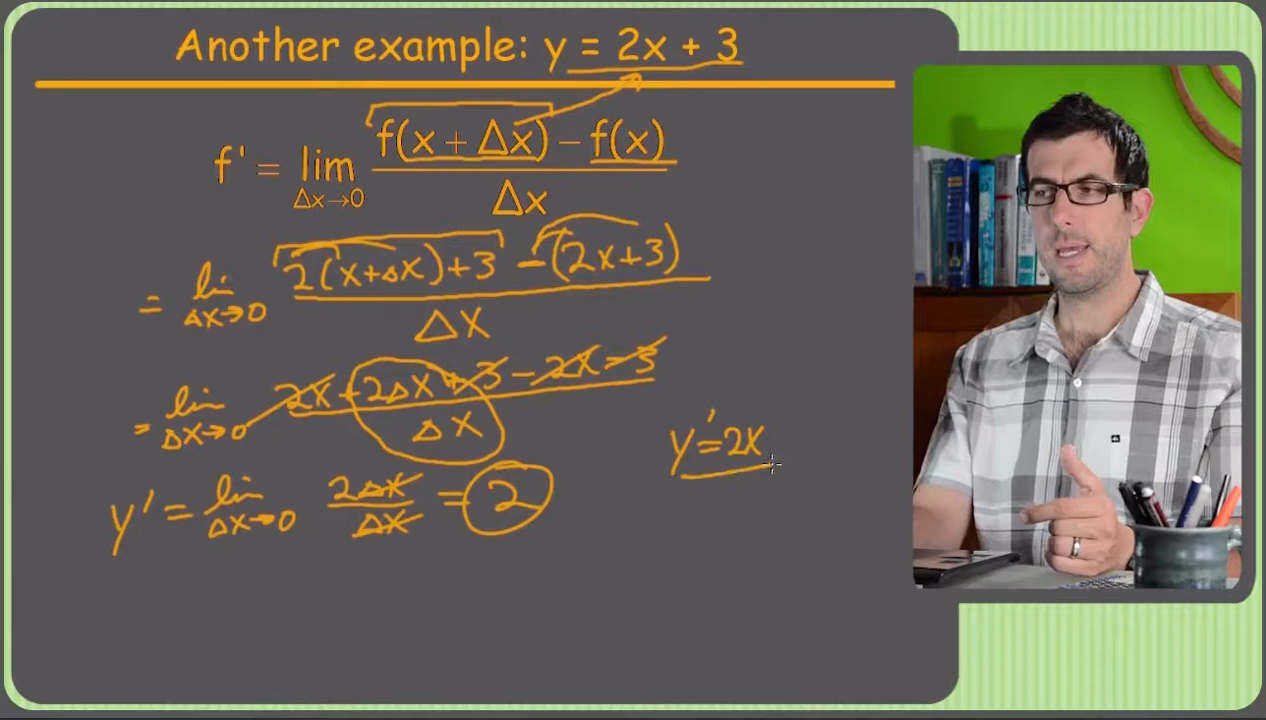 Another example: y = 2x + 3
f' = lim Δx→0 f(x + Δx) – f(x) / Δx
= lim Δx→0 2(x+Δx)+3 – (2x+3) / Δx
= lim Δx→0 2x + 2Δx + 3 – 2x – 3 / Δx
y' = 2x
y' = lim Δx→0 2Δx / Δx = 2